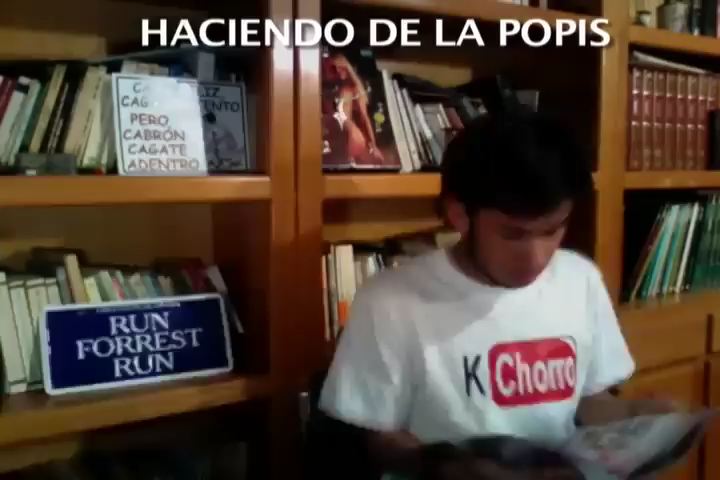 HACIENDO DE LA POPIS
PERO
CABRÓN
CAGATE
ADENTRO
RUN
FORREST
RUN
K Chorro